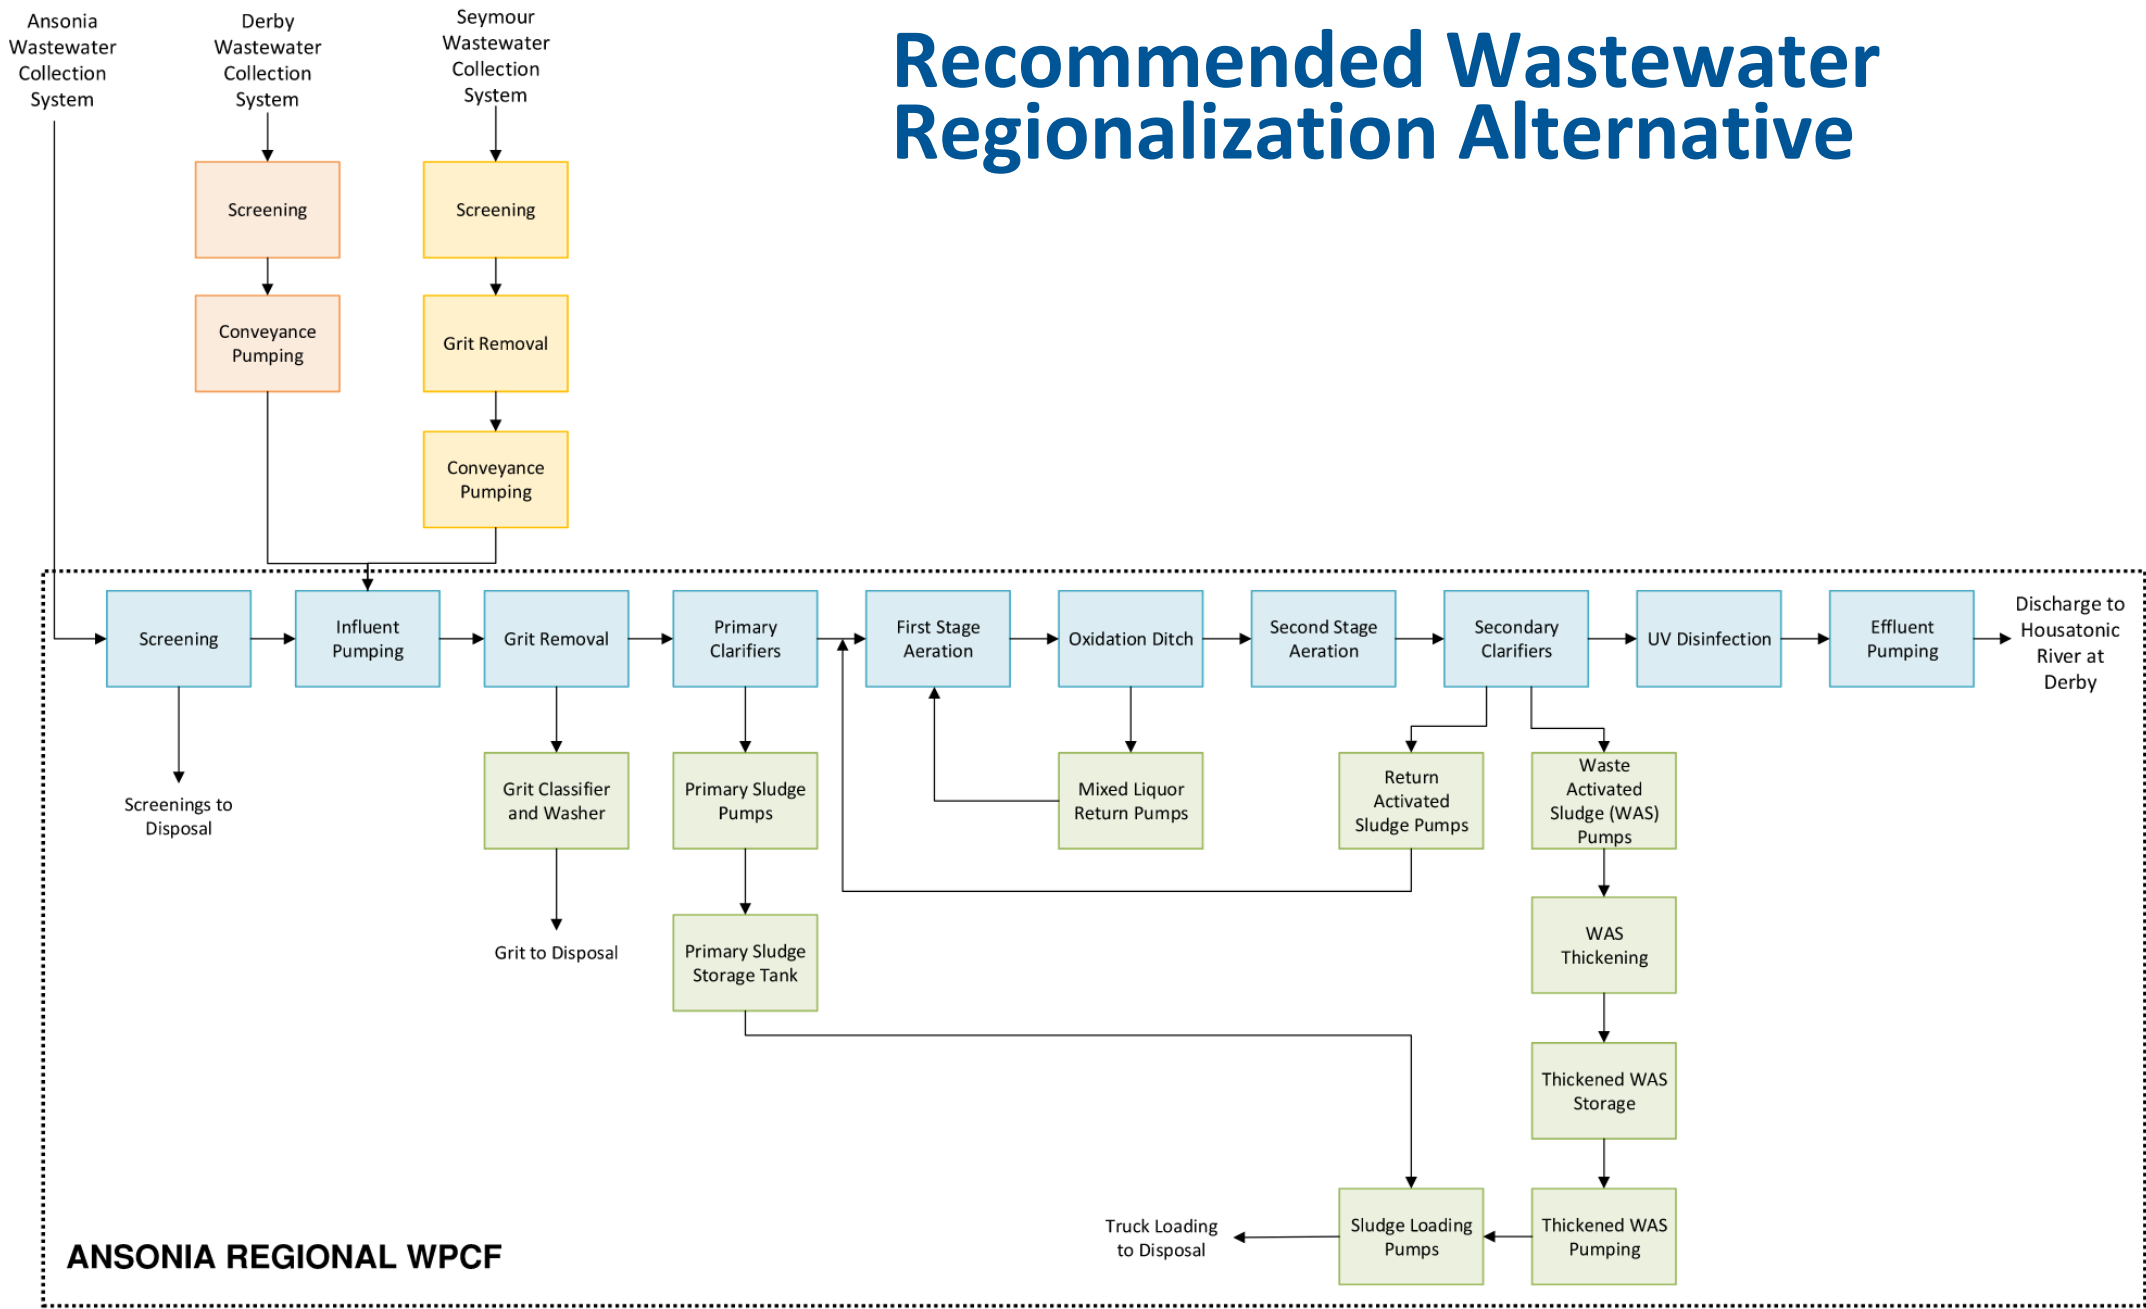 Ansonia
Wastewater
Collection
System
Derby
Wastewater
Collection
System
Seymour
Wastewater
Collection
System
Recommended Wastewater
Regionalization Alternative
Screening
Conveyance
Pumping
Screening
Grit Removal
Conveyance
Pumping
Screening
Influent
Pumping
Grit Removal
Primary
Clarifiers
First Stage
Aeration
Oxidation Ditch
Second Stage
Aeration
Secondary
Clarifiers
UV Disinfection
Effluent
Pumping
Discharge to
Housatonic
River at
Derby
Screenings to
Disposal
Grit Classifier
and Washer
Primary Sludge
Pumps
Mixed Liquor
Return Pumps
Return
Activated
Sludge Pumps
Waste
Activated
Sludge (WAS)
Pumps
Grit to Disposal
Primary Sludge
Storage Tank
WAS
Thickening
Thickened WAS
Storage
Truck Loading
to Disposal
Sludge Loading
Pumps
Thickened WAS
Pumping
ANSONIA REGIONAL WPCF